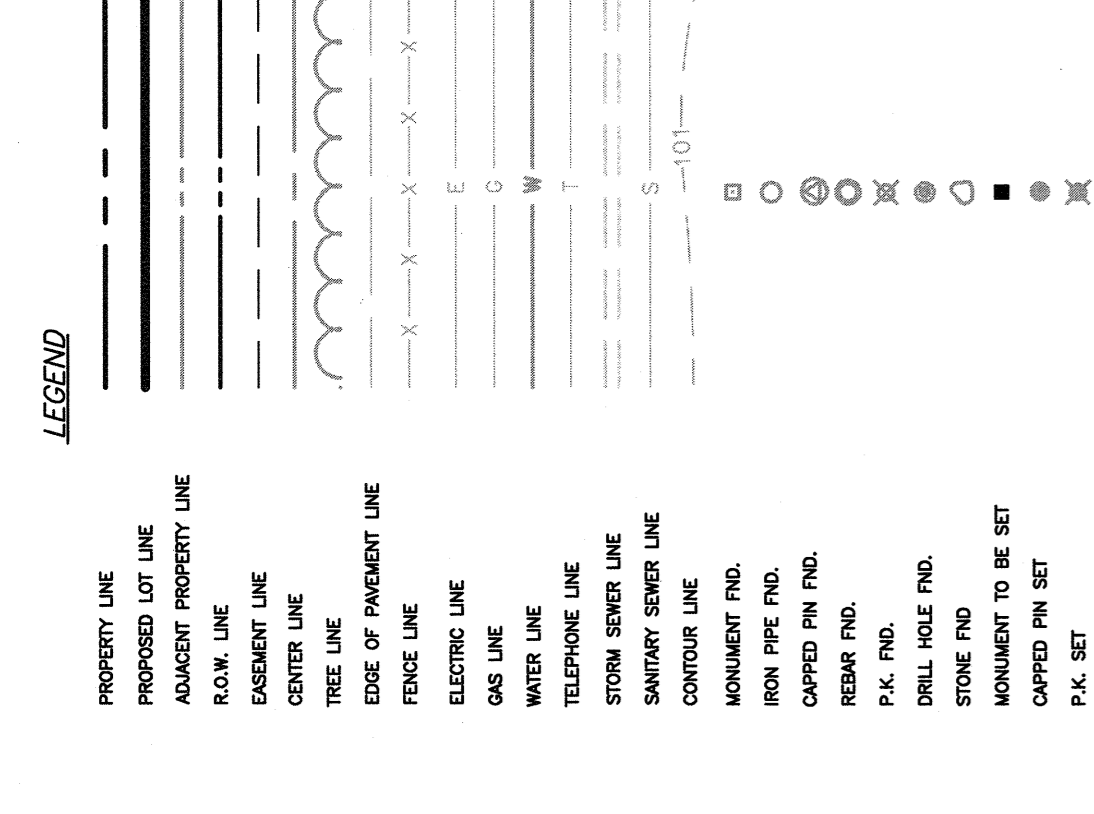 LEGEND
PROPERTY LINE
PROPOSED LOT LINE
ADJACENT PROPERTY LINE
R.O.W. LINE
EASEMENT LINE
CENTER LINE
TREE LINE
EDGE OF PAVEMENT LINE
FENCE LINE X X X X X
ELECTRIC LINE E
GAS LINE G
WATER LINE W
TELEPHONE LINE T
STORM SEWER LINE
SANITARY SEWER LINE S
CONTOUR LINE 101
MONUMENT FND.
IRON PIPE FND.
CAPPED PIN FND.
REBAR FND.
P.K. FND.
DRILL HOLE FND.
STONE FND
MONUMENT TO BE SET
CAPPED PIN SET
P.K. SET